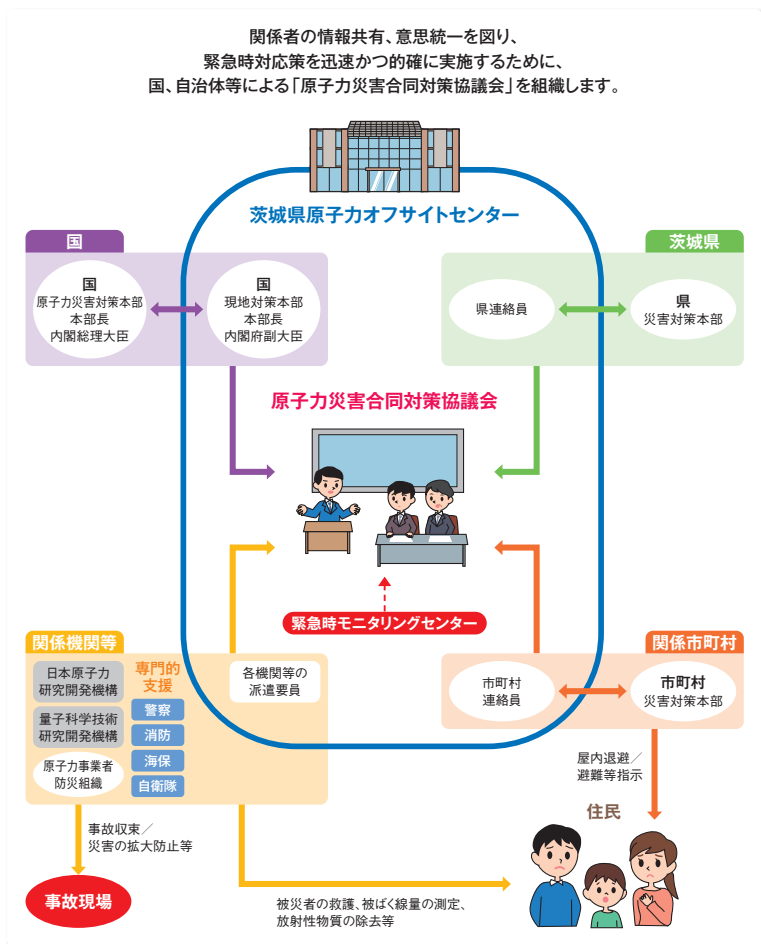 関係者の情報共有、意思統一を図り、
緊急時対応策を迅速かつ的確に実施するために、
国、自治体等による「原子力災害合同対策協議会」を組織します。
茨城県原子力オフサイトセンター
国
国
原子力災害対策本部
本部長
内閣総理大臣
国
現地対策本部
本部長
内閣府副大臣
茨城県
県連絡員
県
災害対策本部
原子力災害合同対策協議会
緊急時モニタリングセンター
関係機関等
日本原子力
研究開発機構
量子科学技術
研究開発機構
原子力事業者
防災組織
専門的
支援
警察
消防
海保
自衛隊
各機関等の
派遣要員
関係市町村
市町村
連絡員
市町村
災害対策本部
屋内退避／
避難等指示
住民
事故収束／
災害の拡大防止等
事故現場
被災者の救護、被ばく線量の測定、
放射性物質の除去等